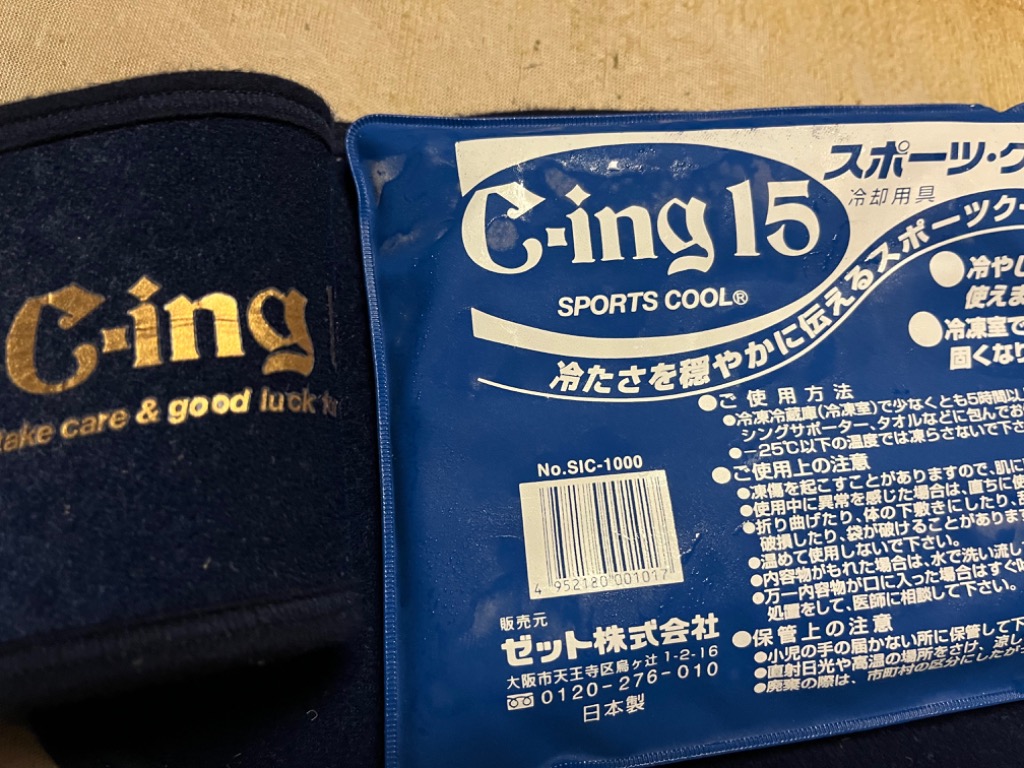 C-ing
take care & good luck
C-ing 15
SPORTS COOL®
スポーツ・ク
冷却用具
冷たさを穏やかに伝えるスポーツク
●冷やし
使えま
●冷凍室で
固くなり
No.SIC-1000
4 952180 001017
販売元
ゼット株式会社
大阪市天王寺区烏ケ辻1-2-16
0120-276-010
日本製
●ご使用方法
●冷凍冷蔵庫(冷凍室)で少なくとも5時間以
シングサポーター、タオルなどに包んでお
●−25℃以下の温度では凍らさないで下さ
●ご使用上の注意
●凍傷を起こすことがありますので、肌に
●使用中に異常を感じた場合は、直ちに使
●折り曲げたり、体の下敷きにしたり、
破損したり、袋が破けることがあります
●温めて使用しないで下さい。
●内容物がもれた場合は、水で洗い流し
●万一内容物が口に入った場合はすぐ
処置をして、医師に相談して下さい。
●保管上の注意
●小児の手の届かない所に保管して下
●直射日光や高温の場所をさけ、涼し
●廃棄の際は、市町村の区分にしたが